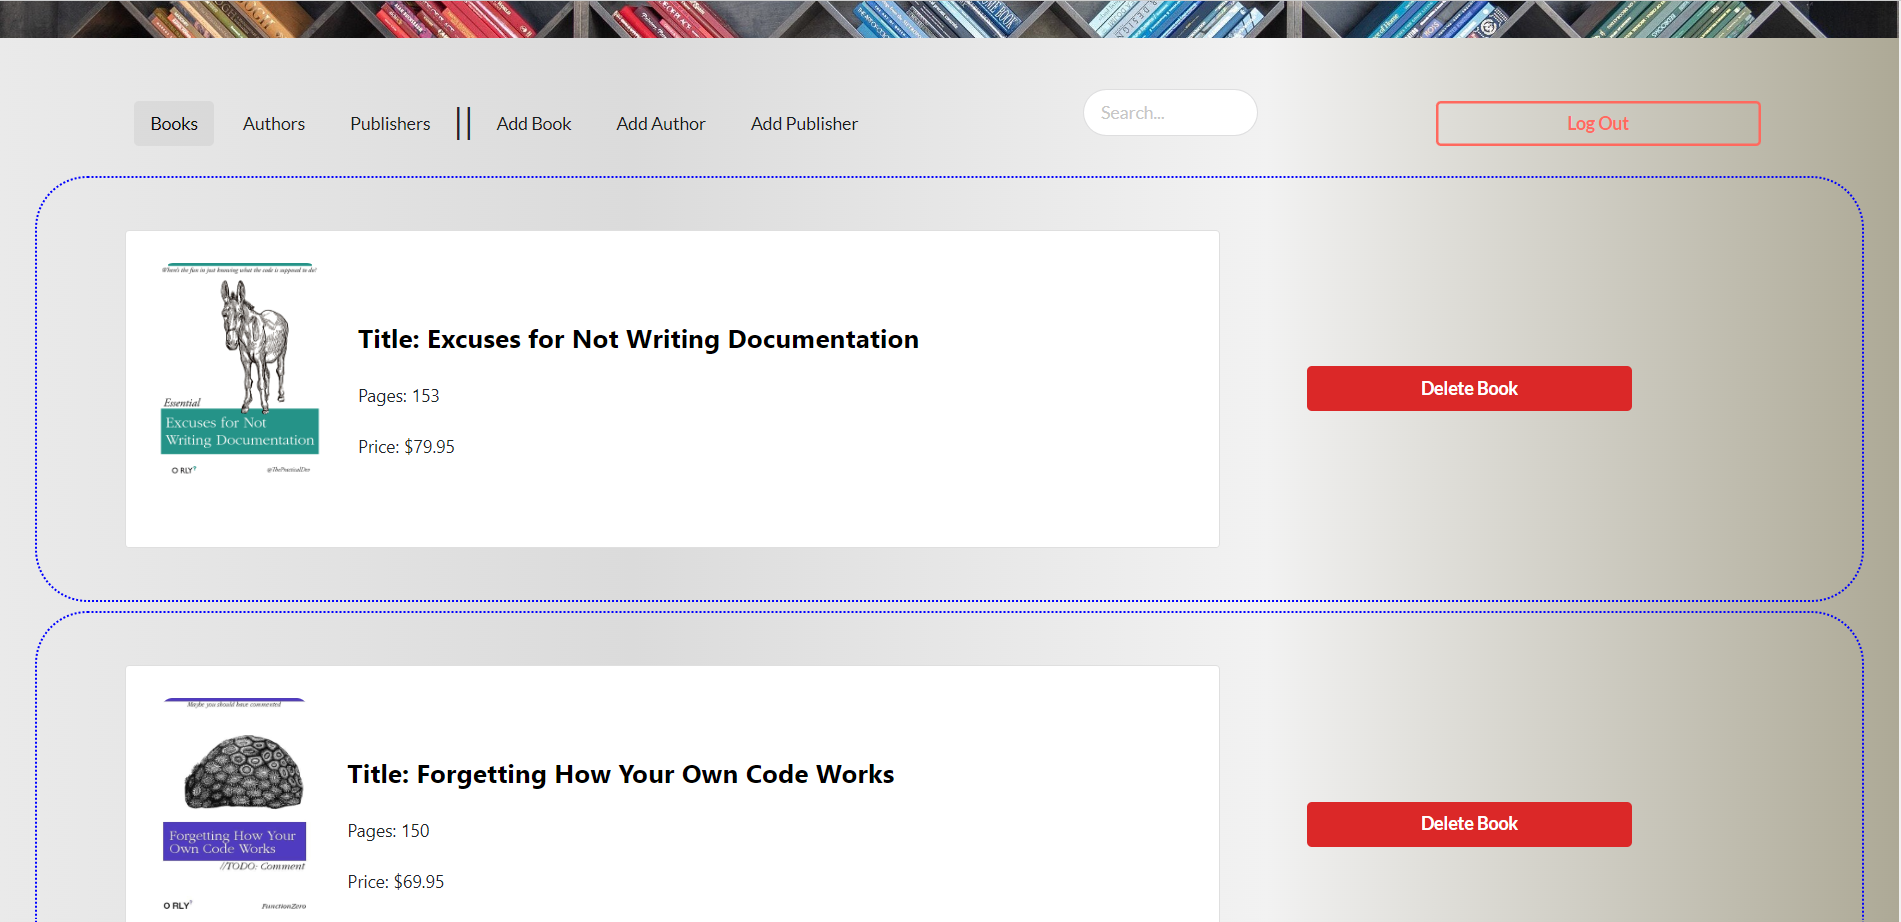 Books
Authors
Publishers
Add Book
Add Author
Add Publisher
Search...
Log Out
Where's the fun in just knowing what the code is supposed to do?
Essential
Excuses for Not
Writing Documentation
O RLY?
@ThePracticalDev
Title: Excuses for Not Writing Documentation
Pages: 153
Price: $79.95
Delete Book
Maybe you should have commented
Forgetting How Your
Own Code Works
//TODO: Comment
O RLY?
FunctionZero
Title: Forgetting How Your Own Code Works
Pages: 150
Price: $69.95
Delete Book